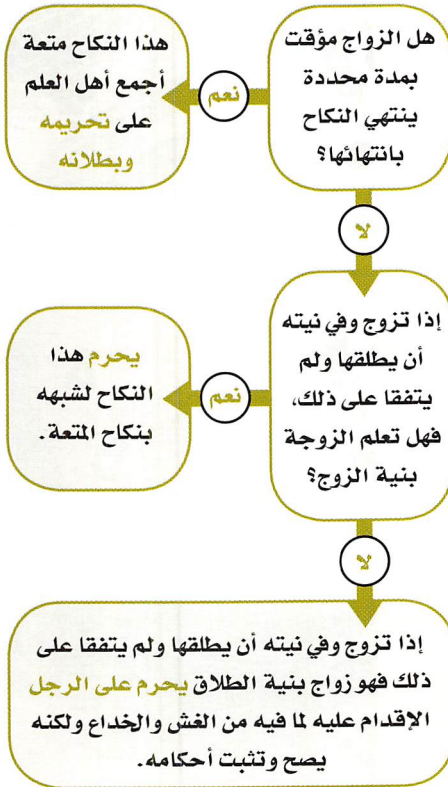 هل الزواج مؤقت
بمدة محددة
ينتهي النكاح
بانتهائها؟
نعم
هذا النكاح متعة
أجمع أهل العلم
على تحريمه
وبطلانه
لا
إذا تزوج وفي نيته
أن يطلقها ولم
يتفقا على ذلك،
فهل تعلم الزوجة
بنية الزوج؟
نعم
يحرم هذا
النكاح لشبهه
بنكاح المتعة.
لا
إذا تزوج وفي نيته أن يطلقها ولم يتفقا على
ذلك فهو زواج بنية الطلاق يحرم على الرجل
الإقدام عليه لما فيه من الغش والخداع ولكنه
يصح وتثبت أحكامه.